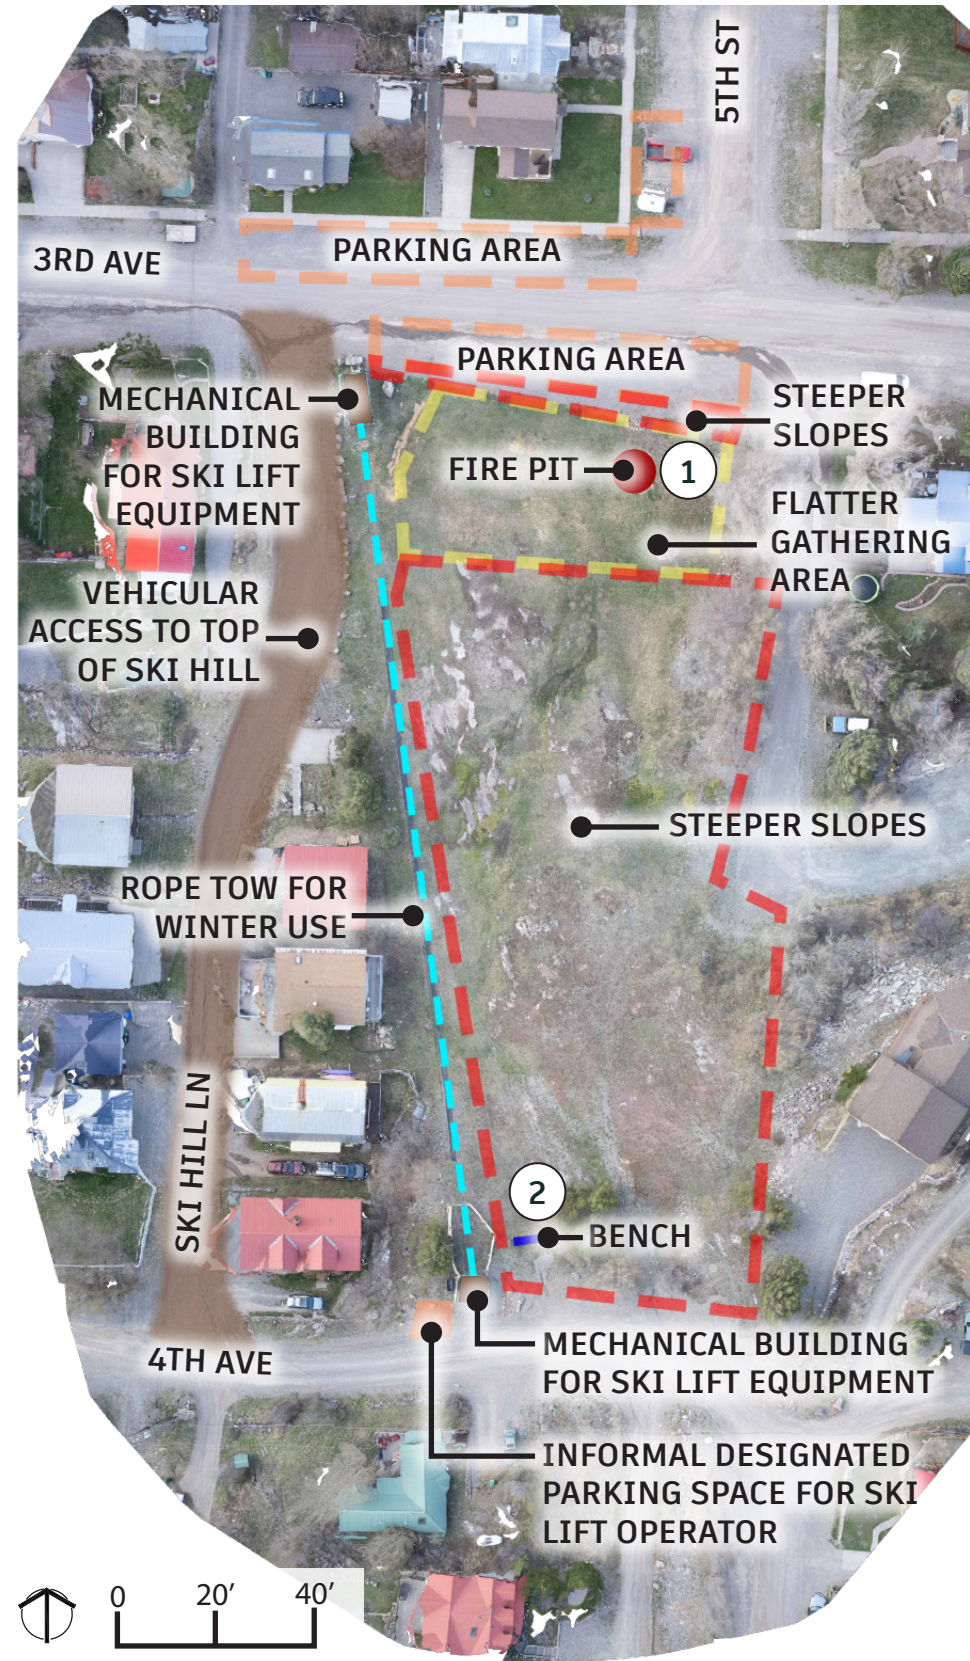 5TH ST
PARKING AREA
3RD AVE
PARKING AREA
MECHANICAL
BUILDING
FOR SKI LIFT
EQUIPMENT
STEEPER
SLOPES
FIRE PIT
1
FLATTER
GATHERING
AREA
VEHICULAR
ACCESS TO TOP
OF SKI HILL
STEEPER SLOPES
ROPE TOW FOR
WINTER USE
SKI HILL LN
2
BENCH
4TH AVE
MECHANICAL BUILDING
FOR SKI LIFT EQUIPMENT
INFORMAL DESIGNATED
PARKING SPACE FOR SKI
LIFT OPERATOR
0 20' 40'